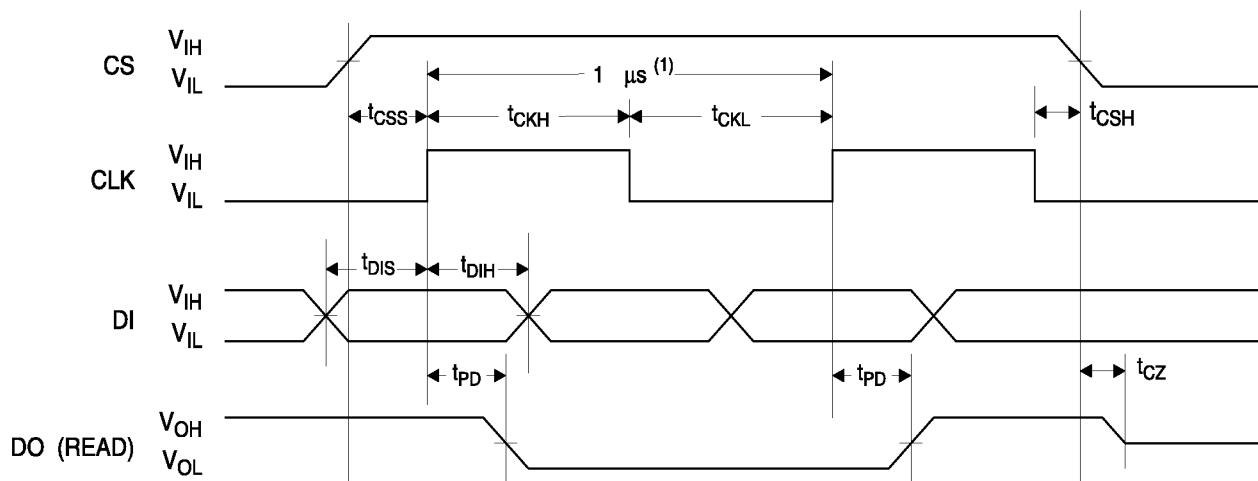 CS
V_IH
V_IL
1 μs (1)
t_CSS
t_CKH
t_CKL
t_CSH
CLK
V_IH
V_IL
t_DIS
t_DIH
DI
V_IH
V_IL
t_PD
t_PD
t_CZ
DO (READ)
V_OH
V_OL